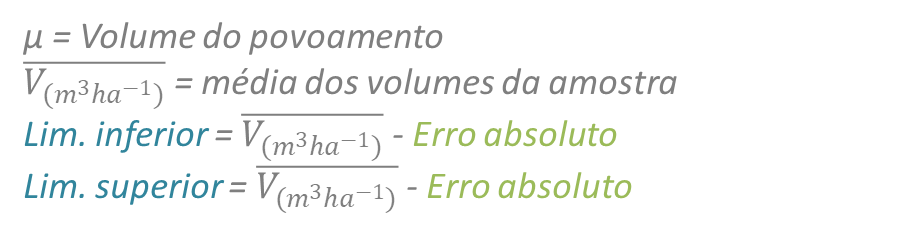 μ = Volume do povoamento
V̅(m³ha⁻¹) = média dos volumes da amostra
Lim. inferior = V̅(m³ha⁻¹) - Erro absoluto
Lim. superior = V̅(m³ha⁻¹) - Erro absoluto